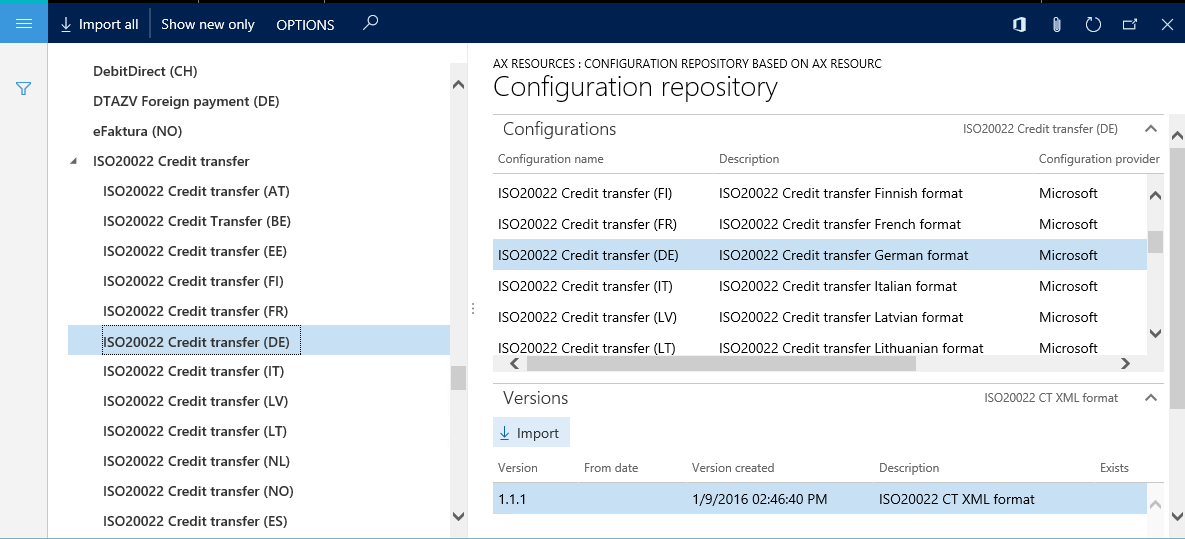 Import all Show new only OPTIONS
DebitDirect (CH)
DTAZV Foreign payment (DE)
eFaktura (NO)
ISO20022 Credit transfer
ISO20022 Credit transfer (AT)
ISO20022 Credit Transfer (BE)
ISO20022 Credit transfer (EE)
ISO20022 Credit transfer (FI)
ISO20022 Credit transfer (FR)
ISO20022 Credit transfer (DE)
ISO20022 Credit transfer (IT)
ISO20022 Credit transfer (LV)
ISO20022 Credit transfer (LT)
ISO20022 Credit transfer (NL)
ISO20022 Credit transfer (NO)
ISO20022 Credit transfer (ES)
AX RESOURCES : CONFIGURATION REPOSITORY BASED ON AX RESOURC
Configuration repository
Configurations ISO20022 Credit transfer (DE)
Configuration name Description Configuration provider
ISO20022 Credit transfer (FI) ISO20022 Credit transfer Finnish format Microsoft
ISO20022 Credit transfer (FR) ISO20022 Credit transfer French format Microsoft
ISO20022 Credit transfer (DE) ISO20022 Credit transfer German format Microsoft
ISO20022 Credit transfer (IT) ISO20022 Credit transfer Italian format Microsoft
ISO20022 Credit transfer (LV) ISO20022 Credit transfer Latvian format Microsoft
ISO20022 Credit transfer (LT) ISO20022 Credit transfer Lithuanian format Microsoft
Versions ISO20022 CT XML format
Import
Version From date Version created Description Exists
1.1.1 1/9/2016 02:46:40 PM ISO20022 CT XML format